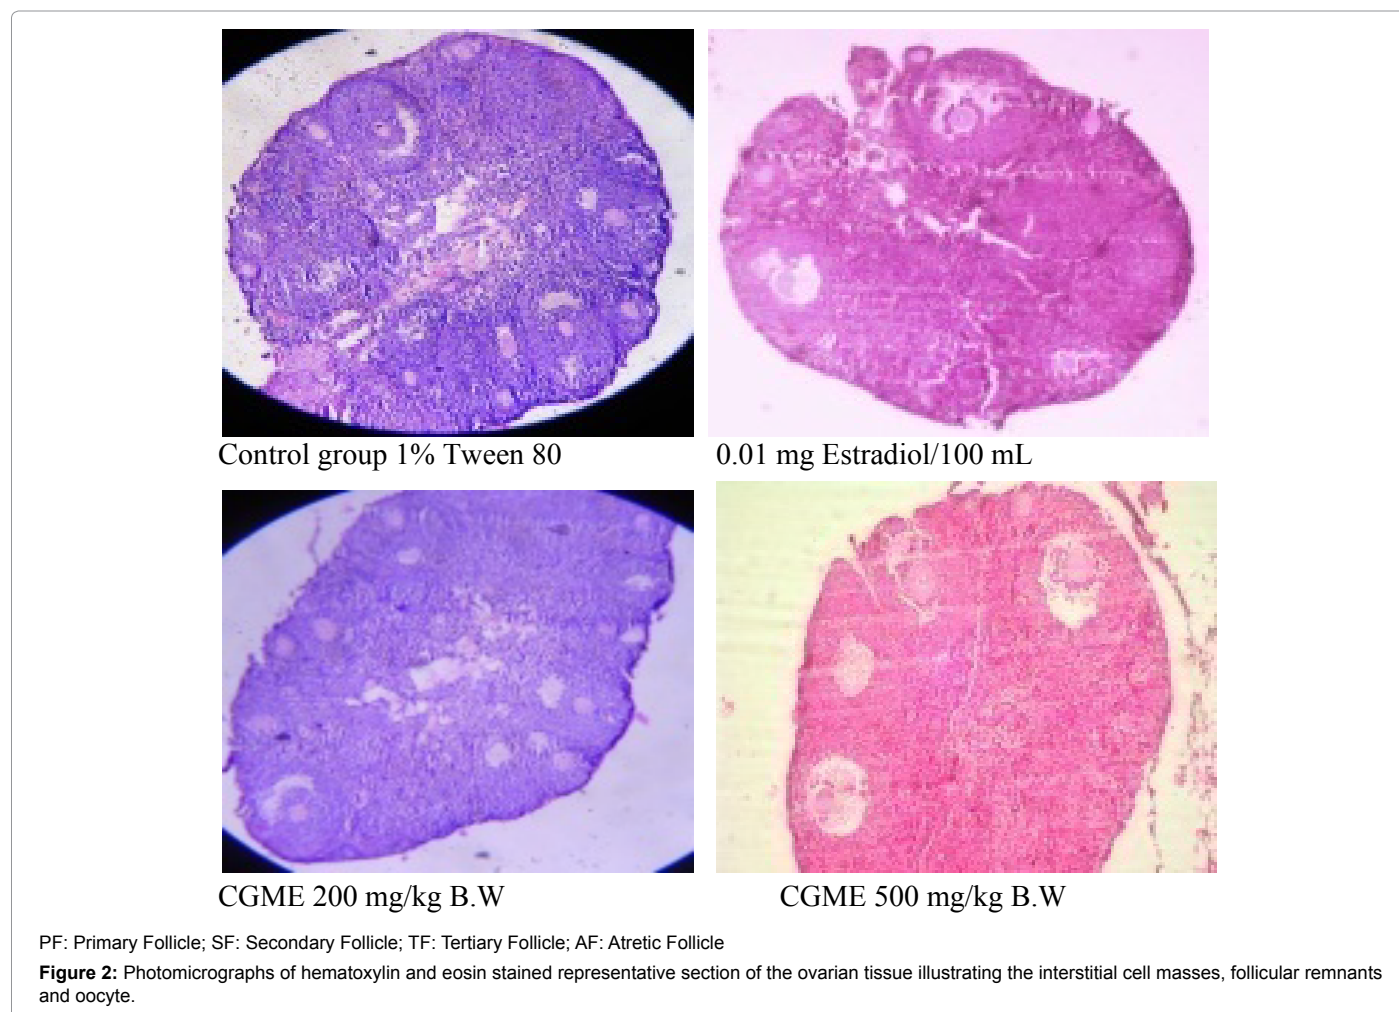 Control group 1% Tween 80
0.01 mg Estradiol/100 mL
CGME 200 mg/kg B.W
CGME 500 mg/kg B.W
PF: Primary Follicle; SF: Secondary Follicle; TF: Tertiary Follicle; AF: Atretic Follicle
Figure 2: Photomicrographs of hematoxylin and eosin stained representative section of the ovarian tissue illustrating the interstitial cell masses, follicular remnants
and oocyte.